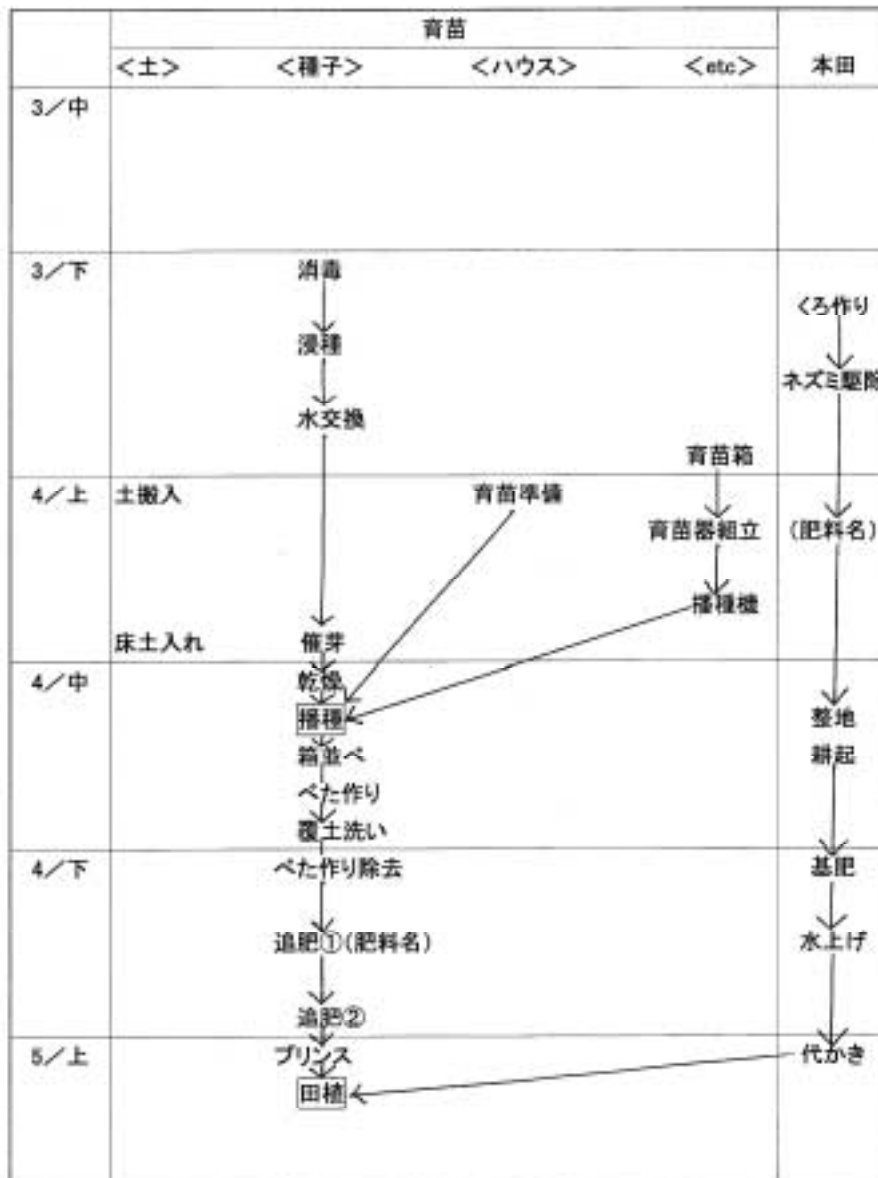 育苗
<土> <種子> <ハウス> <etc> 本田
3/中
3/下 消毒
くろ作り
浸種
ネズミ駆除
水交換
育苗箱
4/上 土搬入 育苗準備
育苗器組立 (肥料名)
播種機
床土入れ 催芽
4/中 乾燥
播種 整地
箱並べ 耕起
べた作り
覆土洗い
4/下 べた作り除去 基肥
追肥①(肥料名) 水上げ
追肥②
5/上 プリンス 代かき
田植